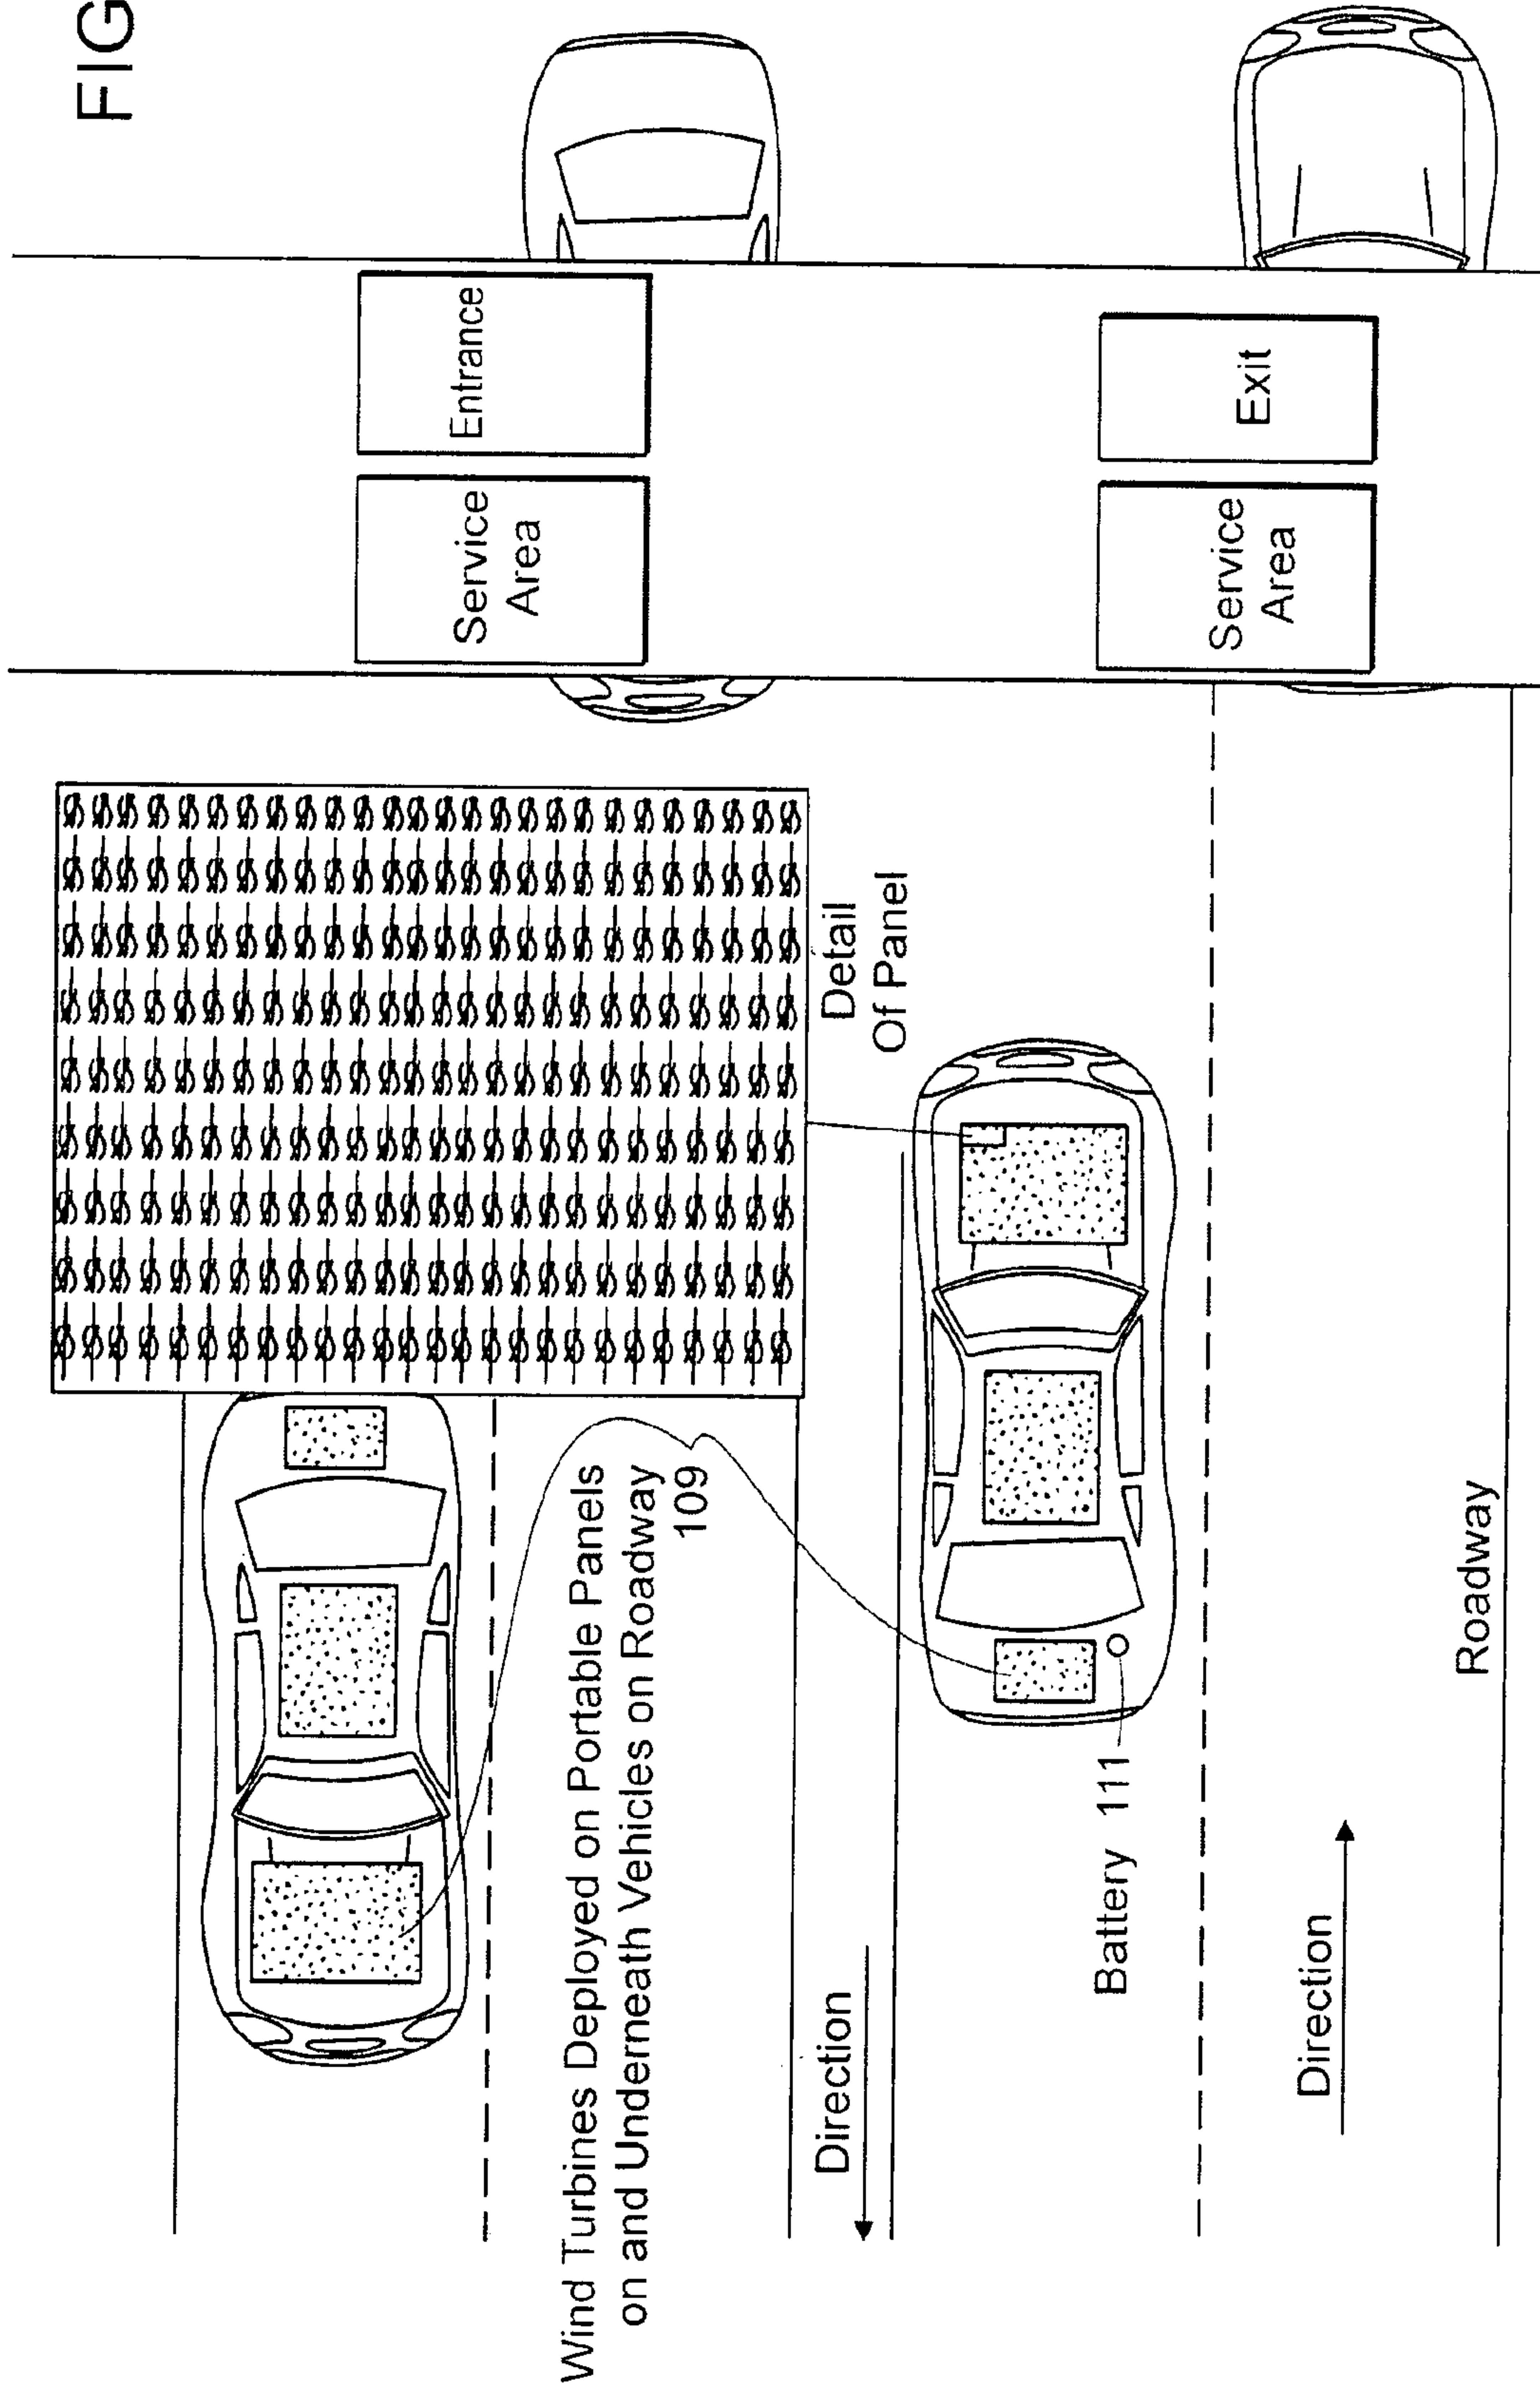 FIG
Entrance
Service
Area
Exit
Service
Area
Detail
Of Panel
Wind Turbines Deployed on Portable Panels
on and Underneath Vehicles on Roadway
109
Direction
Battery 111
Direction
Roadway